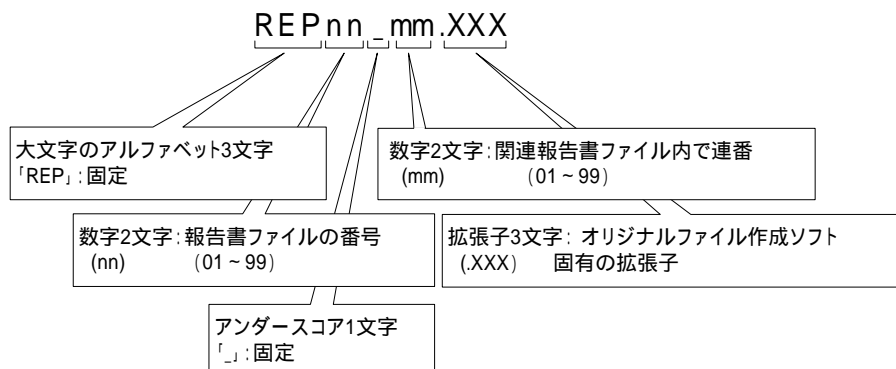 REPnn_mm.XXX
大文字のアルファベット3文字
「REP」:固定
数字2文字:関連報告書ファイル内で連番
(mm) (01~99)
数字2文字:報告書ファイルの番号
(nn) (01~99)
拡張子3文字: オリジナルファイル作成ソフト
(.XXX) 固有の拡張子
アンダースコア1文字
「_」:固定